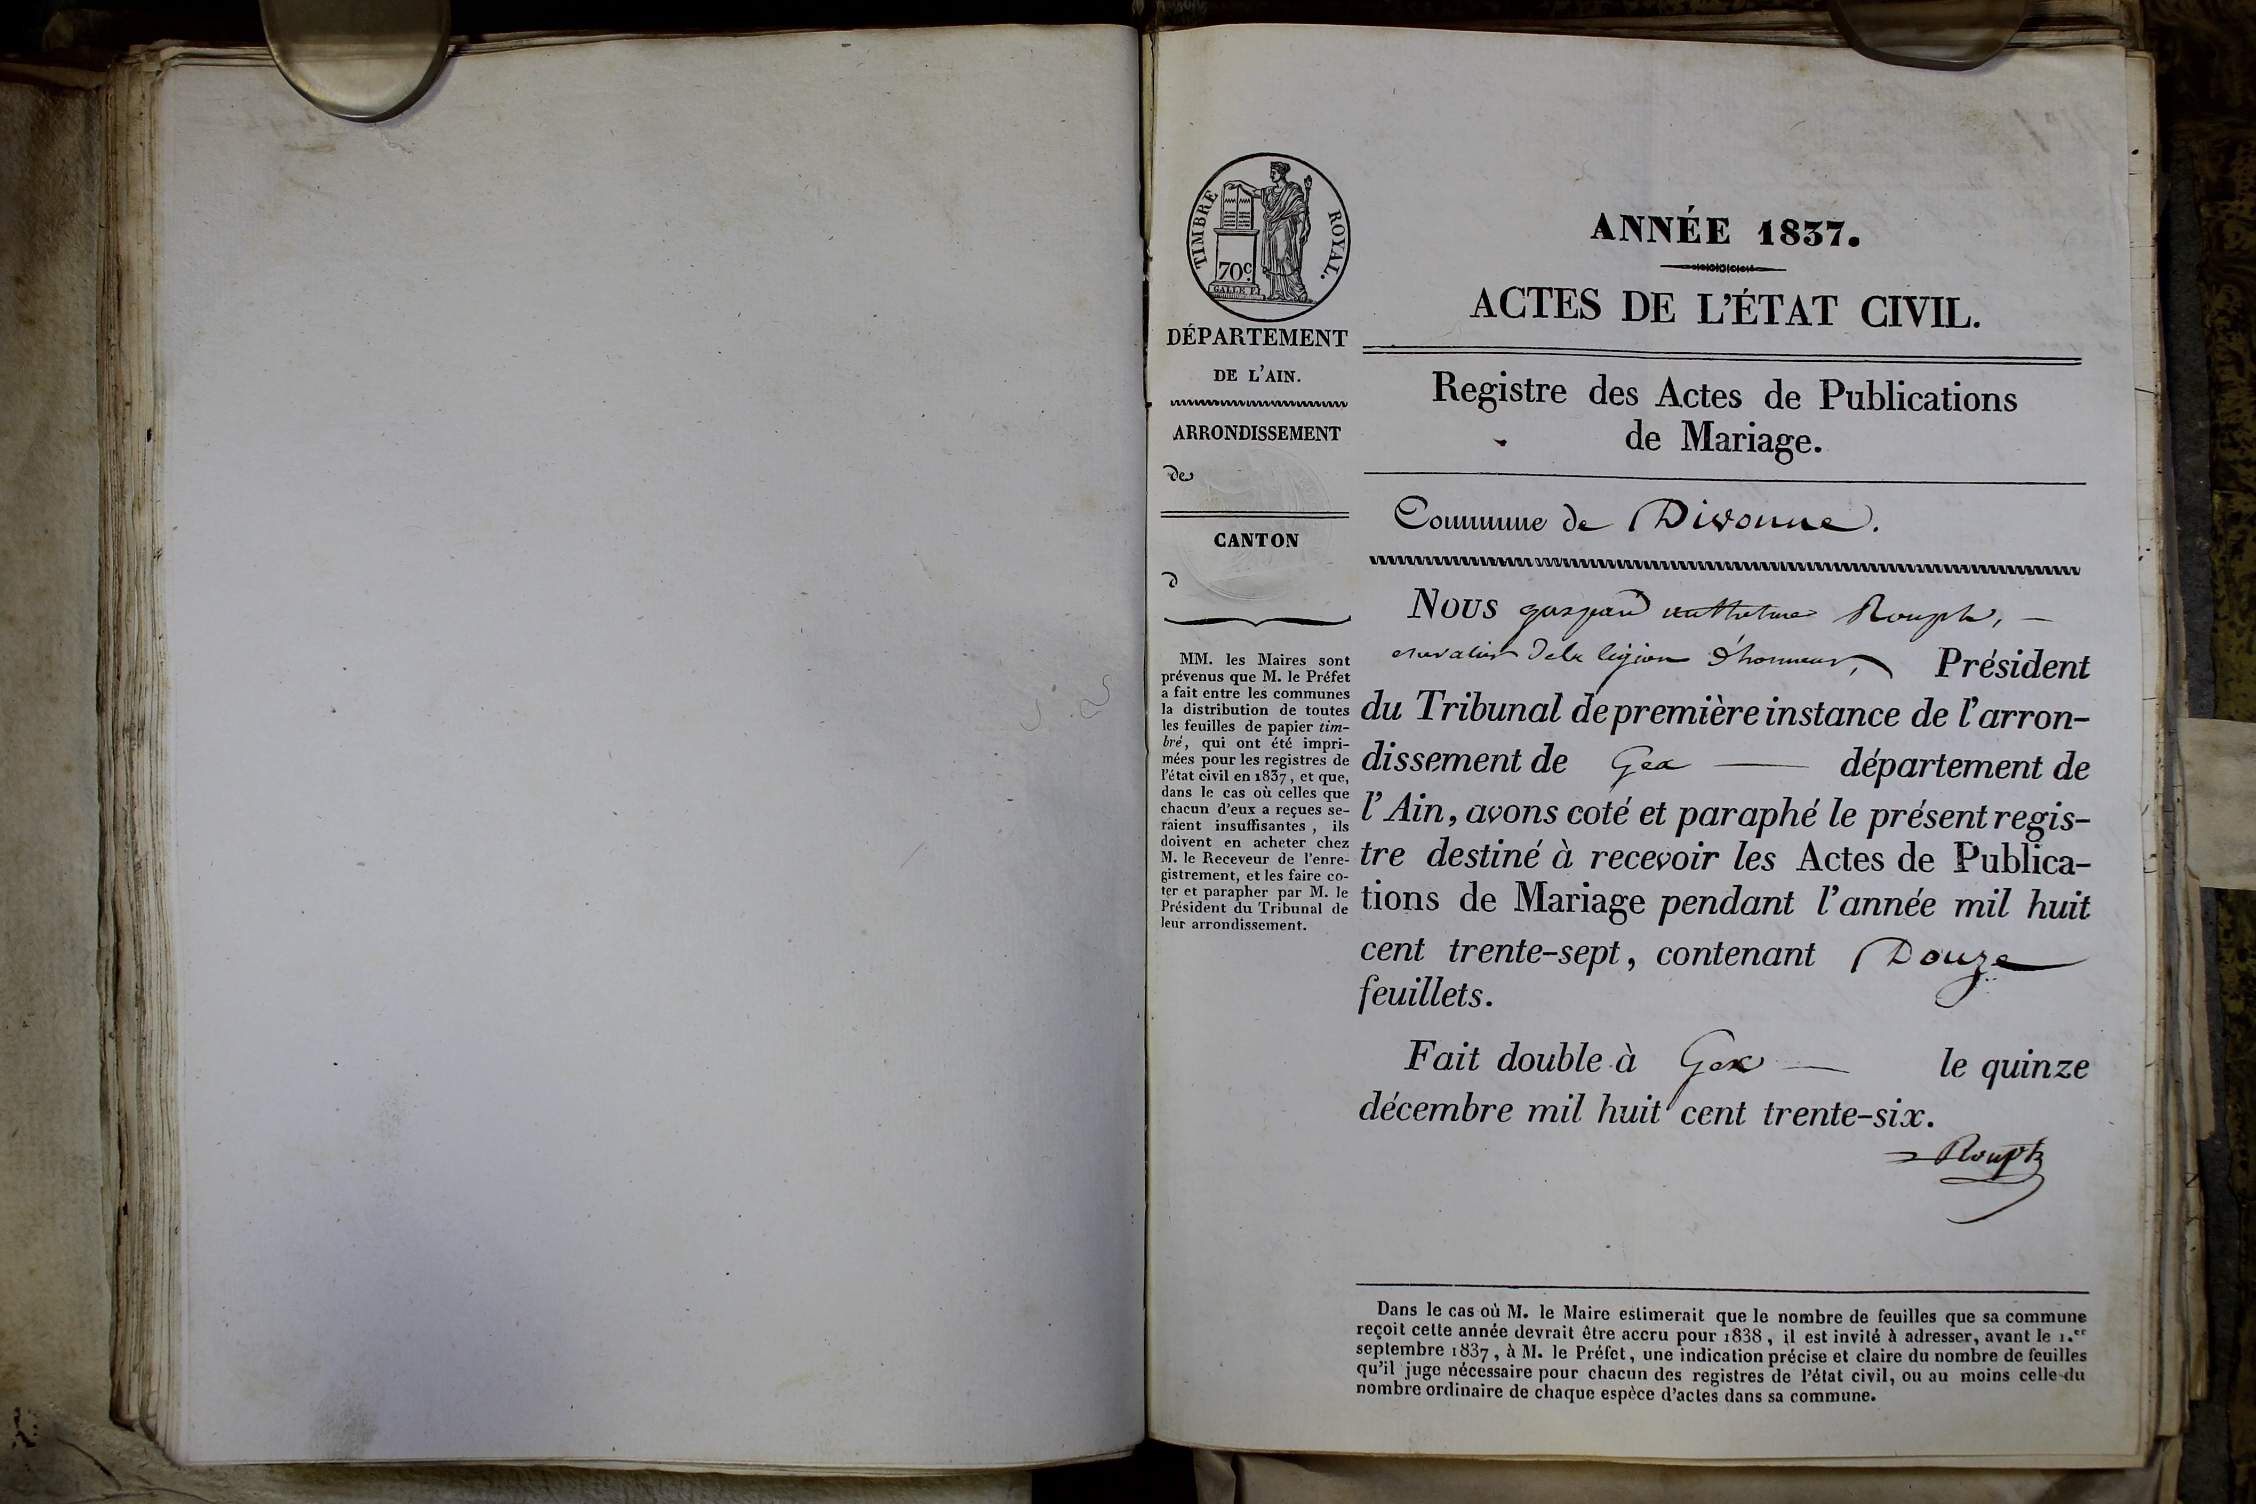 TIMBRE ROYAL.
70c.
GALLE F.
DÉPARTEMENT
DE L'AIN.
ARRONDISSEMENT
de
CANTON
d
MM. les Maires sont
prévenus que M. le Préfet
a fait entre les communes
la distribution de toutes
les feuilles de papier tim-
bré, qui ont été impri-
mées pour les registres de
l'état civil en 1837, et que,
dans le cas où celles que
chacun d'eux a reçues se-
raient insuffisantes, ils
doivent en acheter chez
M. le Receveur de l'enre-
gistrement, et les faire co-
ter et parapher par M. le
Président du Tribunal de
leur arrondissement.
ANNÉE 1837.
ACTES DE L'ÉTAT CIVIL.
Registre des Actes de Publications
de Mariage.
Commune de Divonne.
Nous gaspard Rouph,
chevalier de la légion d'honneur, Président
du Tribunal de première instance de l'arron-
dissement de Gex département de
l'Ain, avons coté et paraphé le présent regis-
tre destiné à recevoir les Actes de Publica-
tions de Mariage pendant l'année mil huit
cent trente-sept, contenant Douze
feuillets.
Fait double à Gex le quinze
décembre mil huit cent trente-six.
Rouph
Dans le cas où M. le Maire estimerait que le nombre de feuilles que sa commune
reçoit cette année devrait être accru pour 1838, il est invité à adresser, avant le 1.er
septembre 1837, à M. le Préfet, une indication précise et claire du nombre de feuilles
qu'il juge nécessaire pour chacun des registres de l'état civil, ou au moins celle du
nombre ordinaire de chaque espèce d'actes dans sa commune.